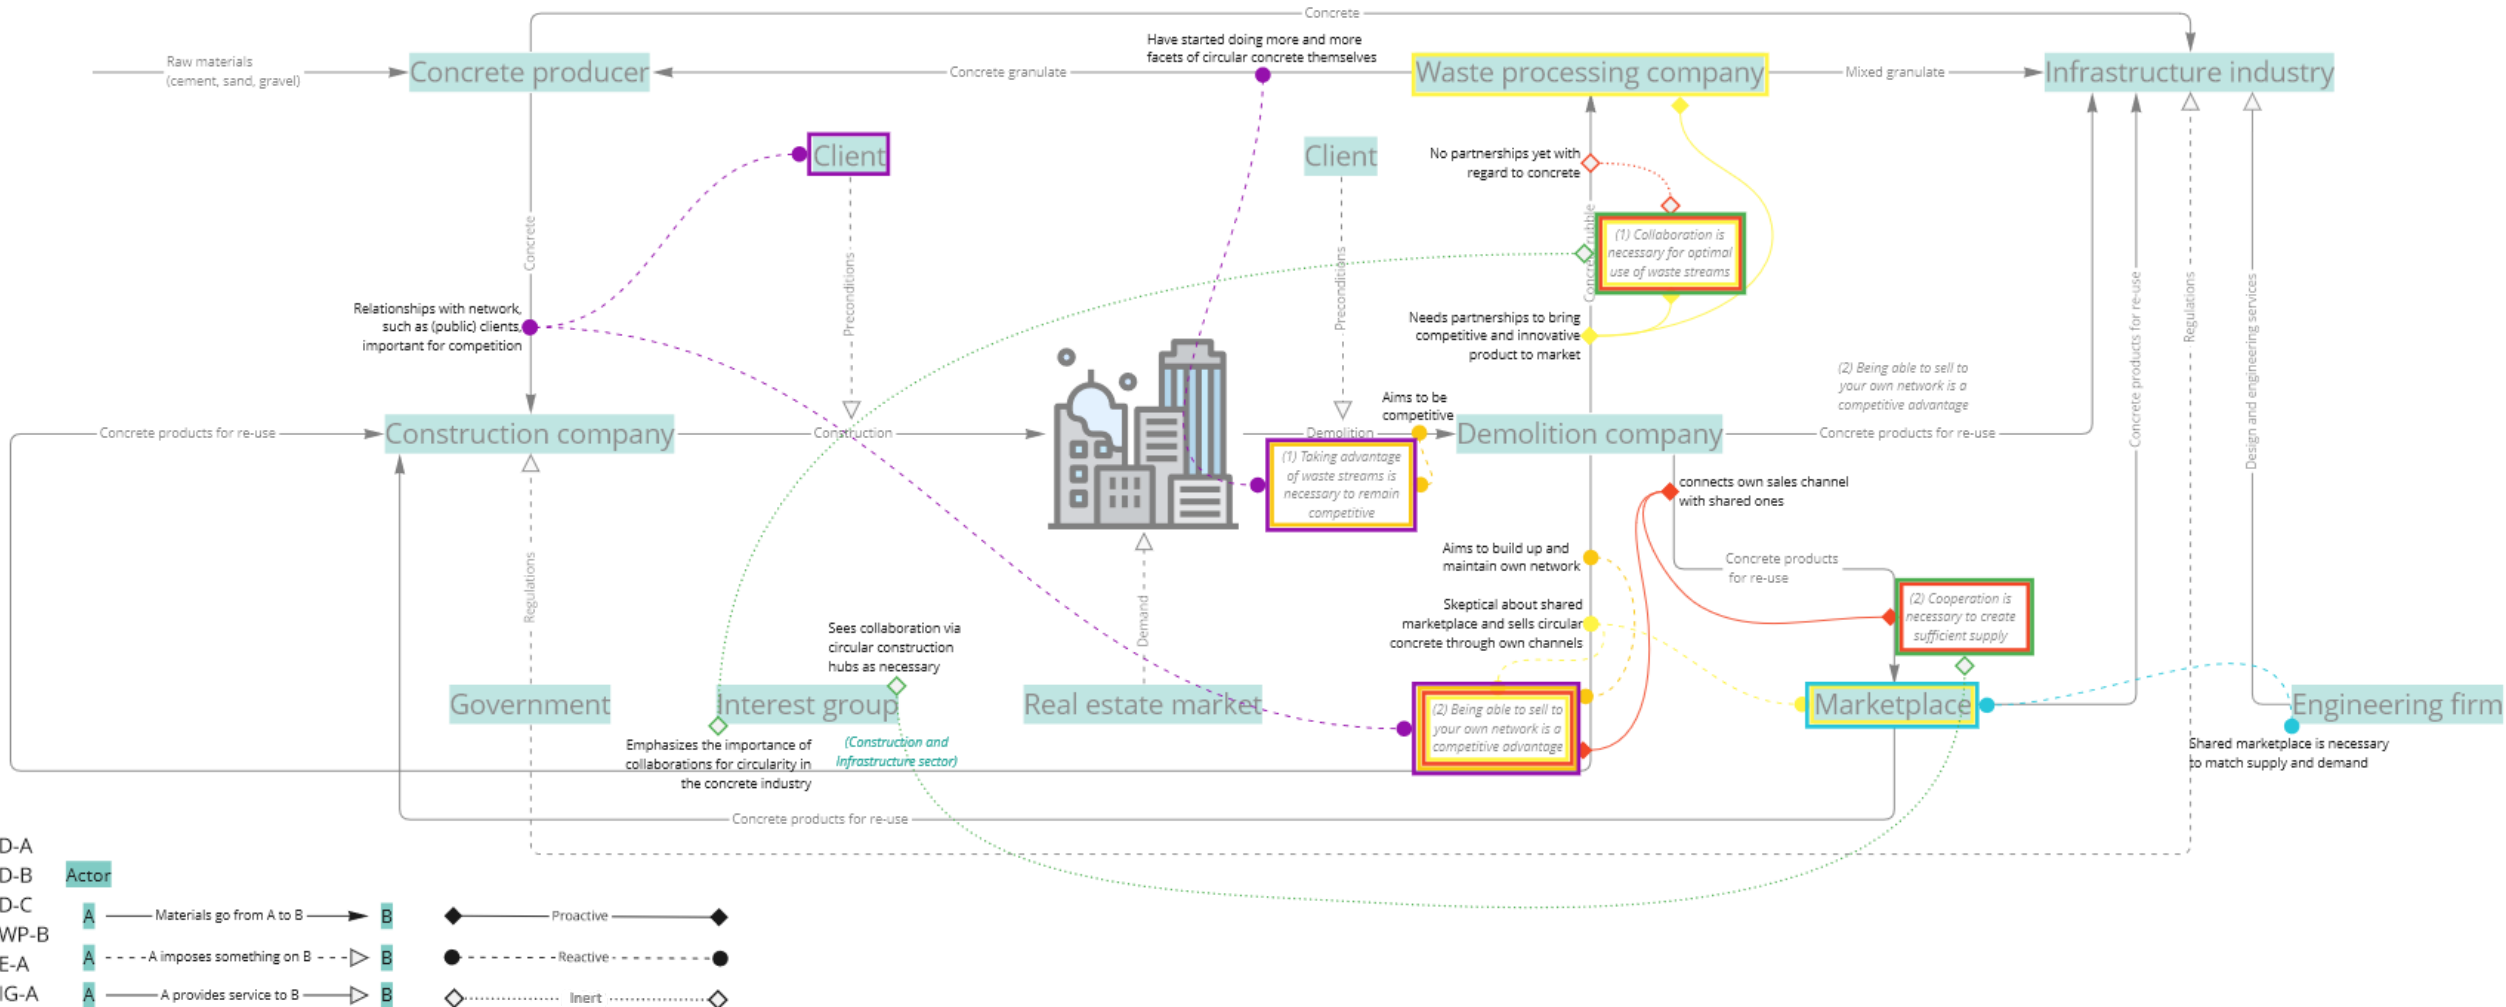 Concrete
Have started doing more and more
facets of circular concrete themselves
Raw materials
(cement, sand, gravel)
Concrete producer
Concrete granulate
Waste processing company
Mixed granulate
Infrastructure industry
Client
Client
No partnerships yet with
regard to concrete
Concrete
Preconditions
Preconditions
Concrete rubble
(1) Collaboration is
necessary for optimal
use of waste streams
Concrete products for re-use
Regulations
Design and engineering services
Relationships with network,
such as (public) clients,
important for competition
Needs partnerships to bring
competitive and innovative
product to market
(2) Being able to sell to
your own network is a
competitive advantage
Aims to be
competitive
Concrete products for re-use
Construction company
Construction
Demolition
Demolition company
Concrete products for re-use
(1) Taking advantage
of waste streams is
necessary to remain
competitive
connects own sales channel
with shared ones
Aims to build up and
maintain own network
Concrete products
for re-use
Regulations
Demand
Skeptical about shared
marketplace and sells circular
concrete through own channels
(2) Cooperation is
necessary to create
sufficient supply
Sees collaboration via
circular construction
hubs as necessary
Government
Interest group
Real estate market
(2) Being able to sell to
your own network is a
competitive advantage
Marketplace
Engineering firm
Emphasizes the importance of
collaborations for circularity in
the concrete industry
(Construction and
Infrastructure sector)
Shared marketplace is necessary
to match supply and demand
Concrete products for re-use
D-A
D-B
D-C
WP-B
E-A
IG-A
Actor
A Materials go from A to B B
A A imposes something on B B
A A provides service to B B
Proactive
Reactive
Inert